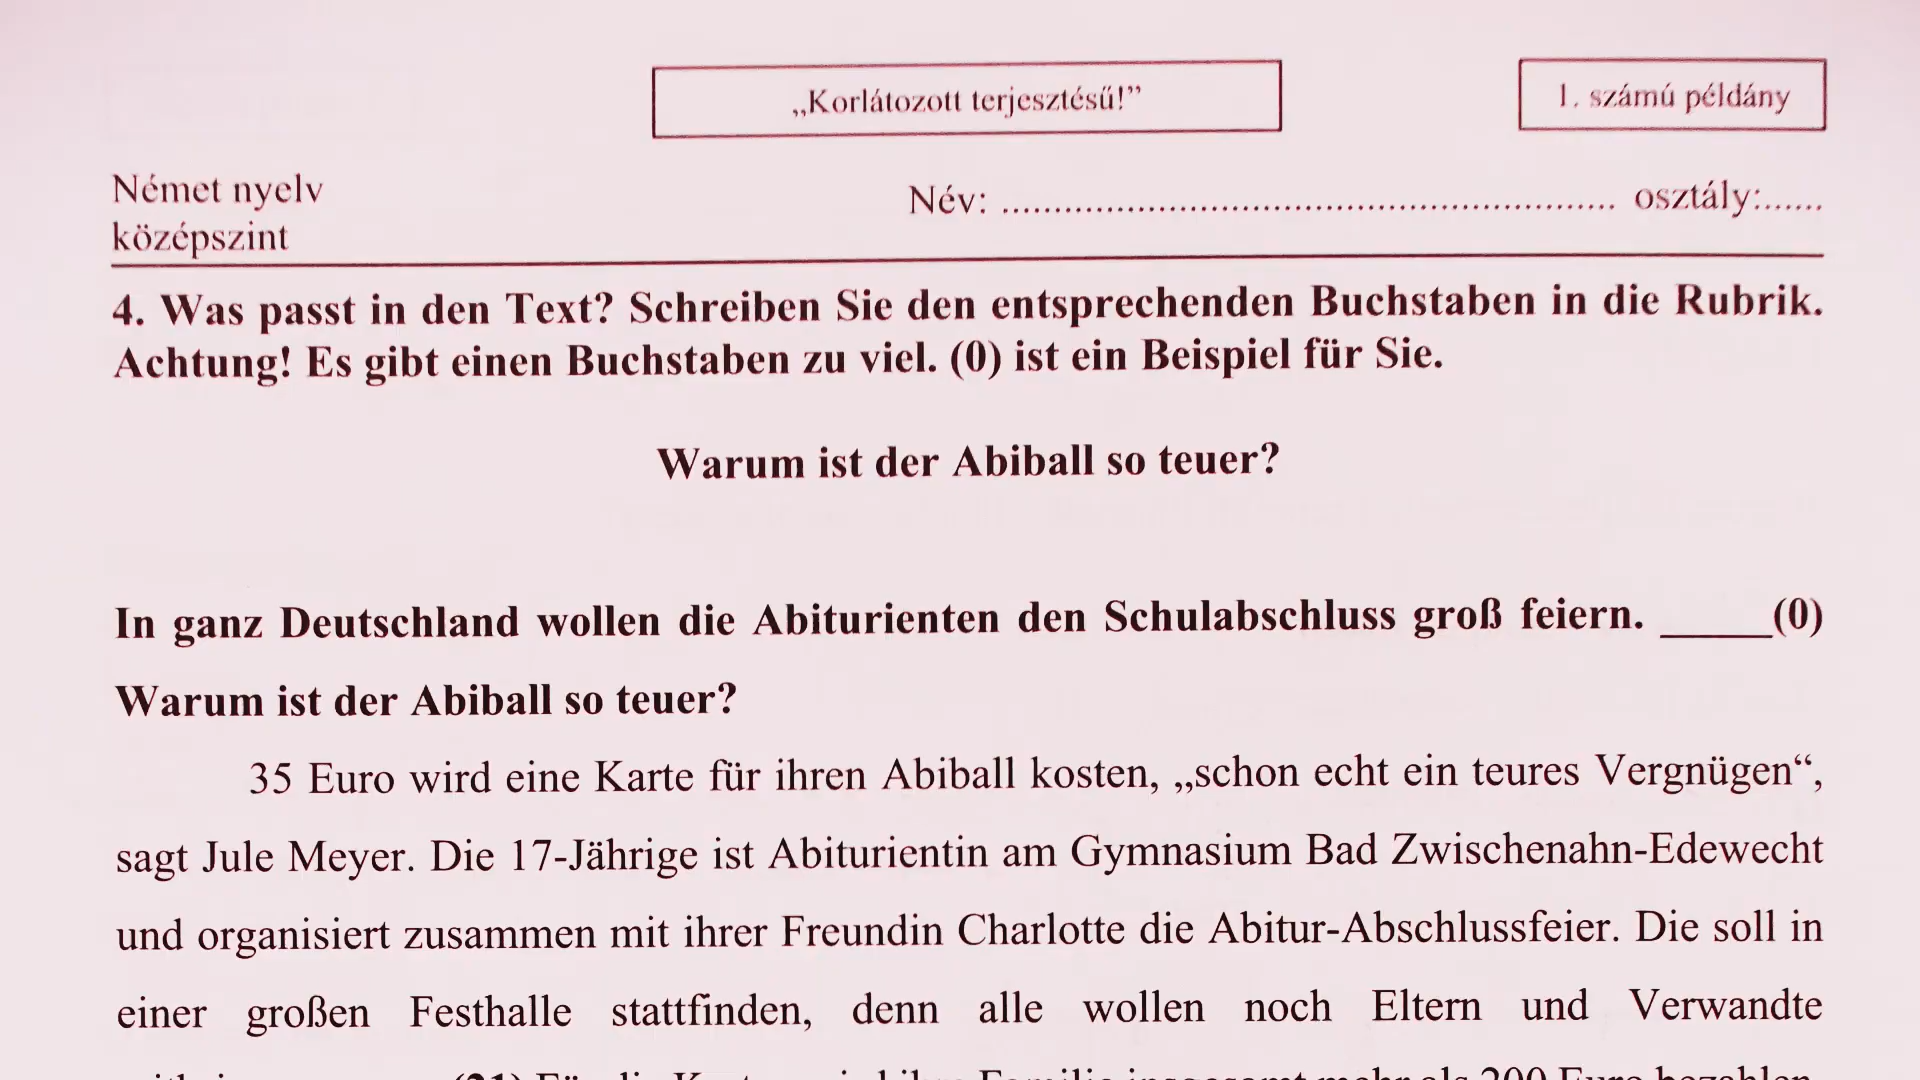 „Korlátozott terjesztésű!”
1. számú példány
Német nyelv
Név: ........................................................... osztály:......
középszint
4. Was passt in den Text? Schreiben Sie den entsprechenden Buchstaben in die Rubrik.
Achtung! Es gibt einen Buchstaben zu viel. (0) ist ein Beispiel für Sie.
Warum ist der Abiball so teuer?
In ganz Deutschland wollen die Abiturienten den Schulabschluss groß feiern. _____(0)
Warum ist der Abiball so teuer?
35 Euro wird eine Karte für ihren Abiball kosten, „schon echt ein teures Vergnügen“,
sagt Jule Meyer. Die 17-Jährige ist Abiturientin am Gymnasium Bad Zwischenahn-Edewecht
und organisiert zusammen mit ihrer Freundin Charlotte die Abitur-Abschlussfeier. Die soll in
einer großen Festhalle stattfinden, denn alle wollen noch Eltern und Verwandte